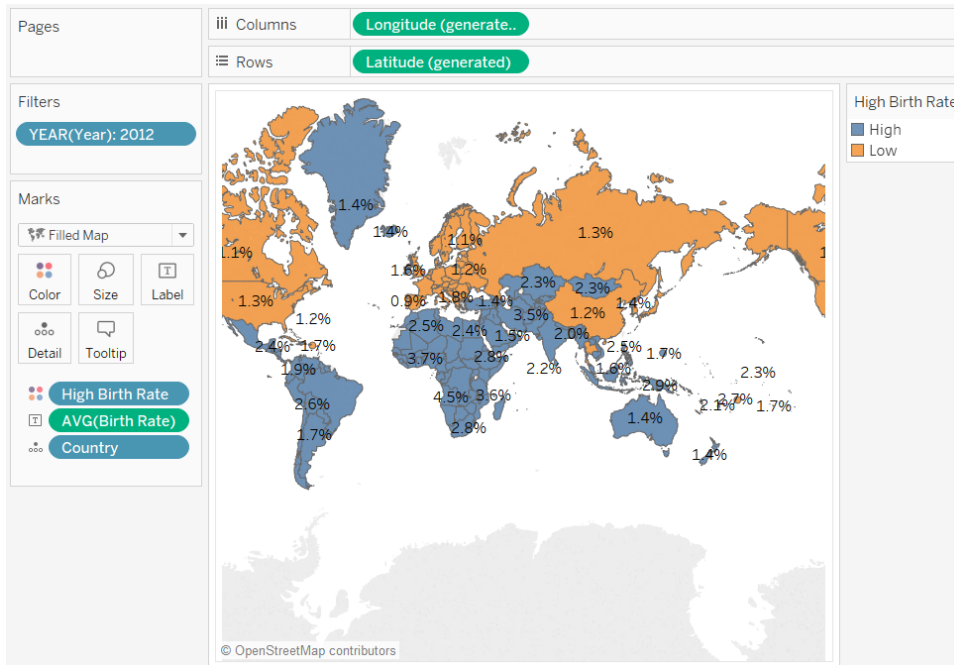 Pages
Columns
Longitude (generate..
Rows
Latitude (generated)
Filters
YEAR(Year): 2012
Marks
Filled Map
Color
Size
Label
Detail
Tooltip
High Birth Rate
AVG(Birth Rate)
Country
High Birth Rate
High
Low
1.4%
1.4%
1.1%
1.3%
1.6%
1.2%
1.3%
0.9%
1.8%
1.4%
2.3%
2.3%
1.4%
1.2%
1.2%
2.5%
2.4%
3.5%
1.5%
2.0%
2.4%
1.7%
3.7%
2.8%
2.2%
2.5%
1.7%
1.9%
1.6%
2.3%
2.6%
4.5%
3.6%
2.9%
2.7%
2.1%
1.7%
1.7%
2.8%
1.4%
1.4%
© OpenStreetMap contributors